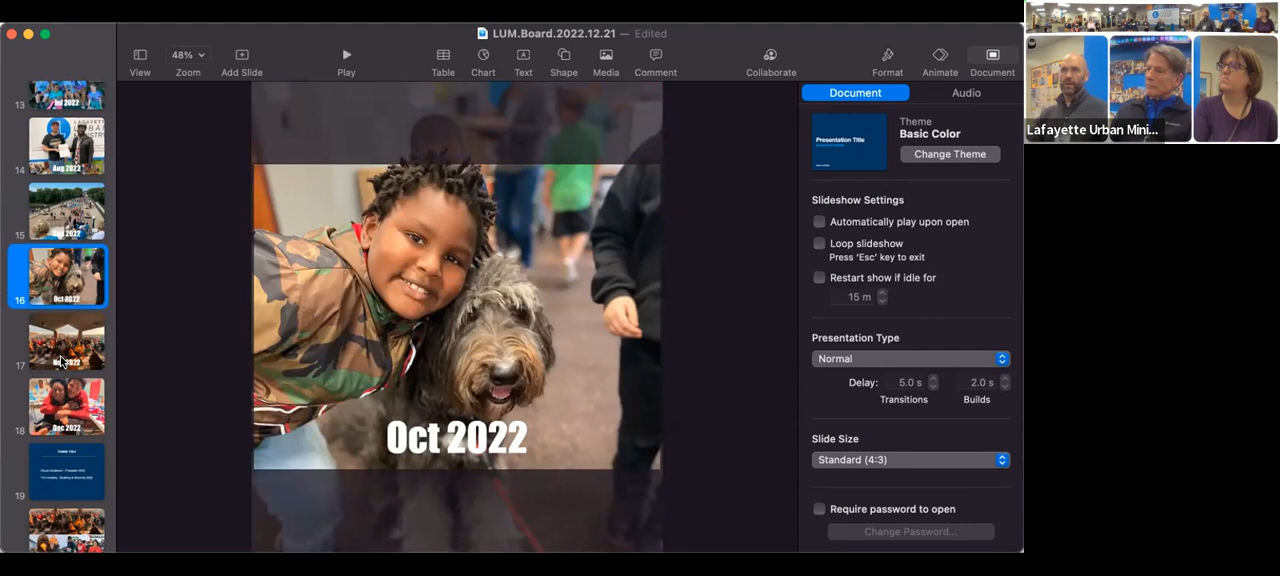 LUM.Board.2022.12.21 — Edited
View
48%
Zoom
Add Slide
Play
Table
Chart
Text
Shape
Media
Comment
Collaborate
Format
Animate
Document
13
Jul 2022
14
Aug 2022
15
16
Oct 2022
17
18
Dec 2022
19
THANK YOU
Oct 2022
Document
Audio
Presentation Title
Theme
Basic Color
Change Theme
Slideshow Settings
Automatically play upon open
Loop slideshow
Press 'Esc' key to exit
Restart show if idle for
15 m
Presentation Type
Normal
Delay:
5.0 s
2.0 s
Transitions
Builds
Slide Size
Standard (4:3)
Require password to open
Change Password...
Lafayette Urban Mini...